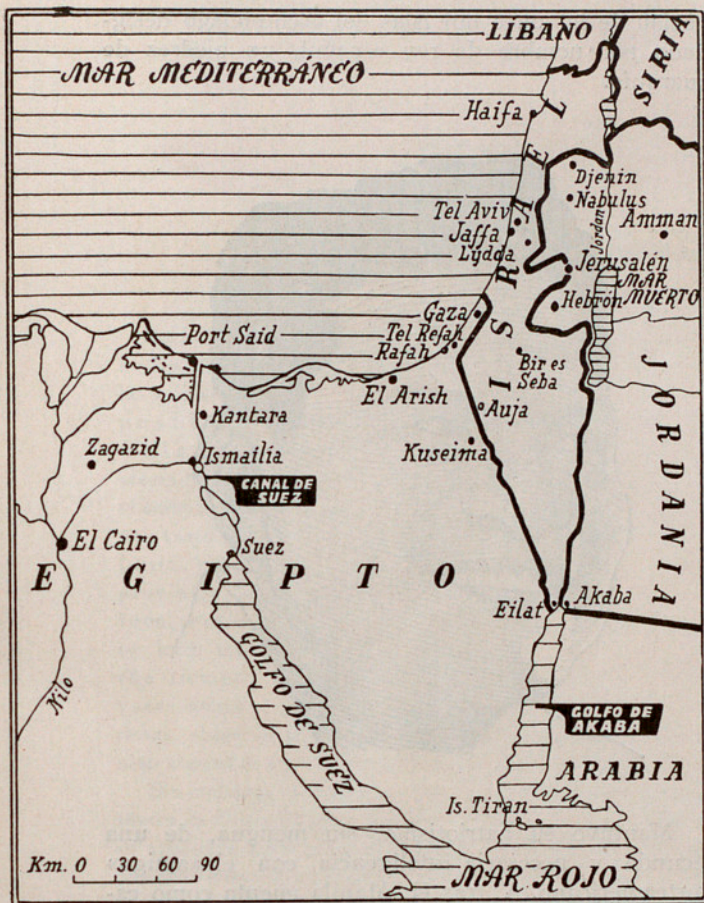 LÍBANO
SIRIA
MAR MEDITERRÁNEO
Haifa
ISRAEL
Djenin
Nabulus
Jordan
Amman
Tel Aviv
Jaffa
Lydda
Jerusalén
MAR
MUERTO
Hebrón
Gaza
Tel Refah
Rafah
Port Said
El Arish
Bir es
Seba
Auja
Kantara
Kuseima
JORDANIA
Zagazid
Ismailia
CANAL DE
SUEZ
El Cairo
Suez
EGIPTO
Eilat
Akaba
Nilo
GOLFO DE SUEZ
GOLFO DE
AKABA
ARABIA
Is. Tiran
Km. 0 60 90
MAR ROJO